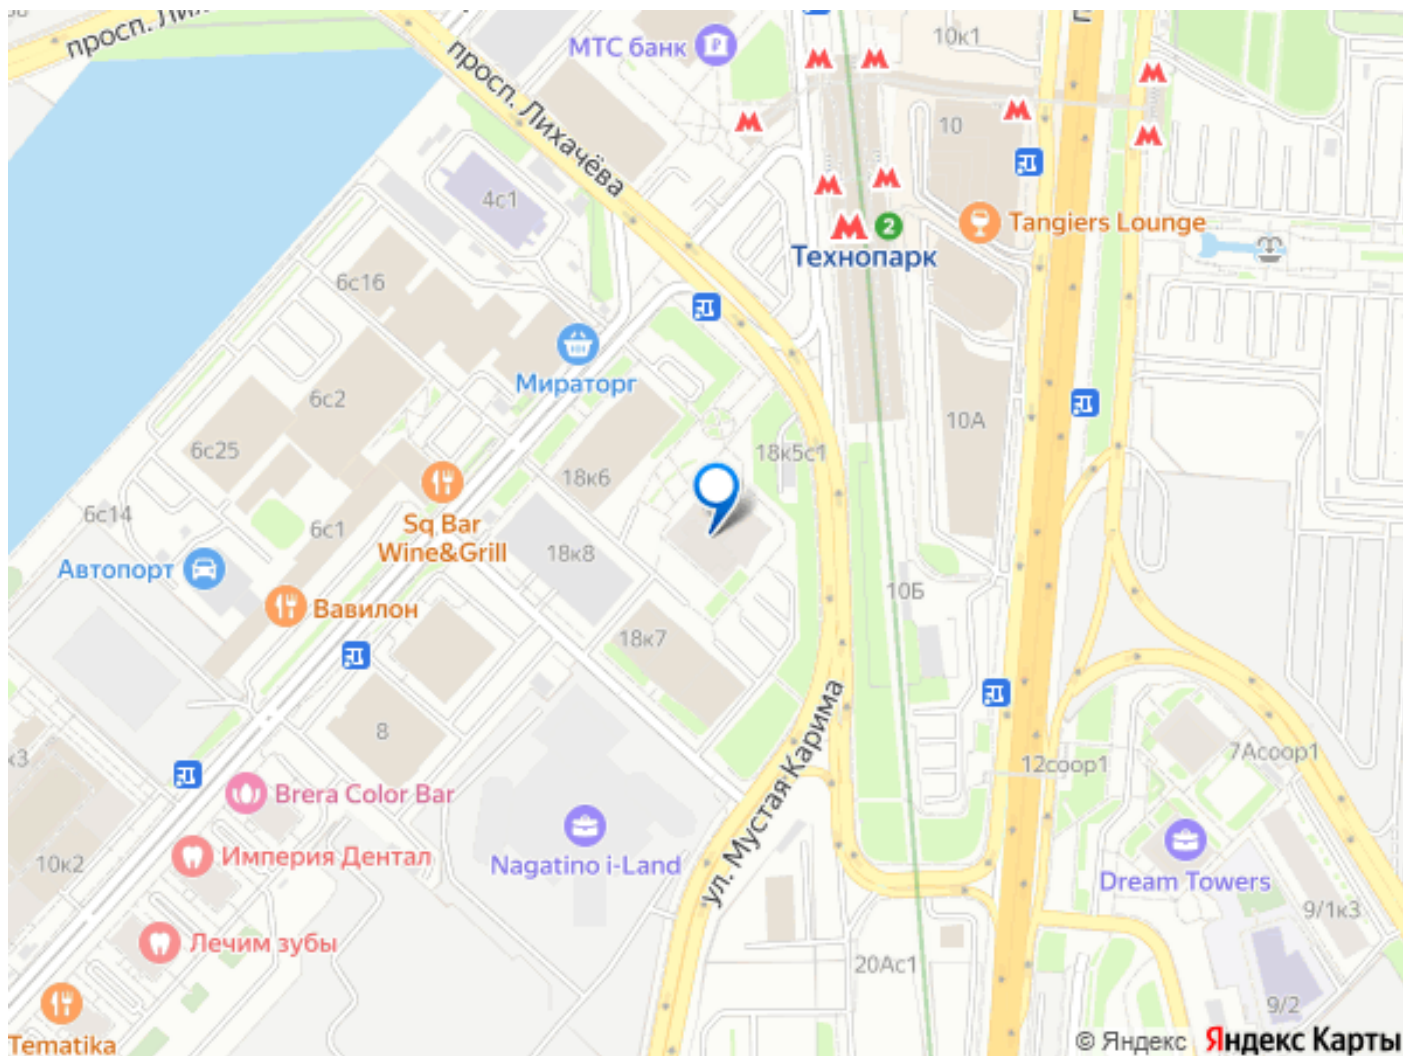 просп. Лихачёва
МТС банк
10к1
10
4с1
Tangiers Lounge
2
Технопарк
6с16
Мираторг
6с2
10А
6с25
18к5с1
18к6
6с14
6с1
Sq Bar
Wine&Grill
18к8
Автопорт
10Б
Вавилон
18к7
ул. Мустая Карима
8
к3
7Асоор1
12соор1
Brera Color Bar
Империя Дентал
10к2
Nagatino i-Land
Dream Towers
9/1к3
Лечим зубы
20Ас1
9/2
Tematika
© Яндекс Яндекс Карты